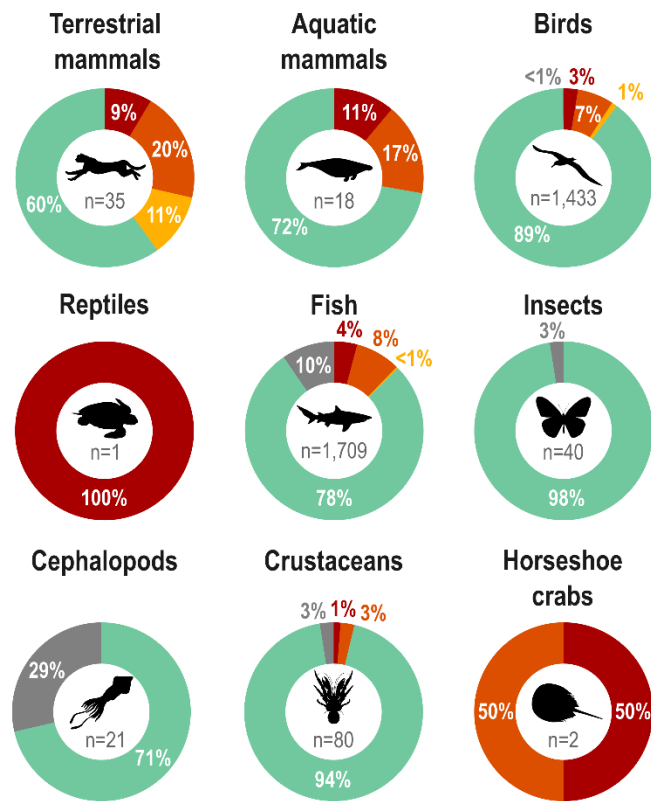 Terrestrial
mammals
9%
20%
11%
60%
n=35
Aquatic
mammals
11%
17%
72%
n=18
Birds
<1%
3%
1%
7%
89%
n=1,433
Reptiles
n=1
100%
Fish
4%
8%
<1%
10%
n=1,709
78%
Insects
3%
n=40
98%
Cephalopods
29%
n=21
71%
Crustaceans
3%
1%
3%
n=80
94%
Horseshoe
crabs
50%
50%
n=2